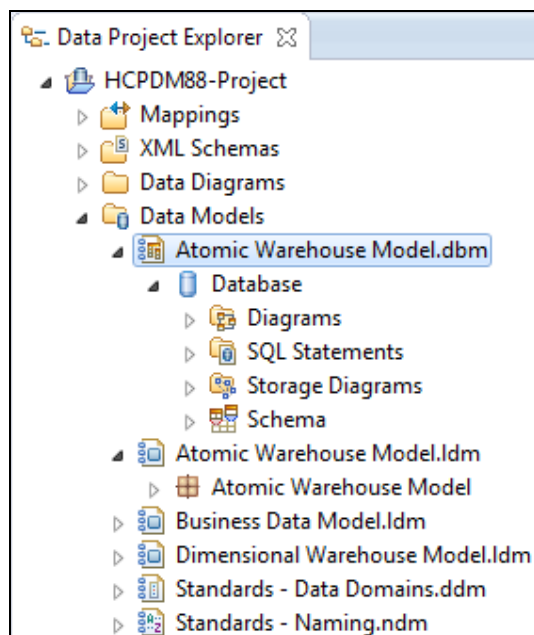 Data Project Explorer
HCPDM88-Project
Mappings
XML Schemas
Data Diagrams
Data Models
Atomic Warehouse Model.dbm
Database
Diagrams
SQL Statements
Storage Diagrams
Schema
Atomic Warehouse Model.ldm
Atomic Warehouse Model
Business Data Model.ldm
Dimensional Warehouse Model.ldm
Standards - Data Domains.ddm
Standards - Naming.ndm